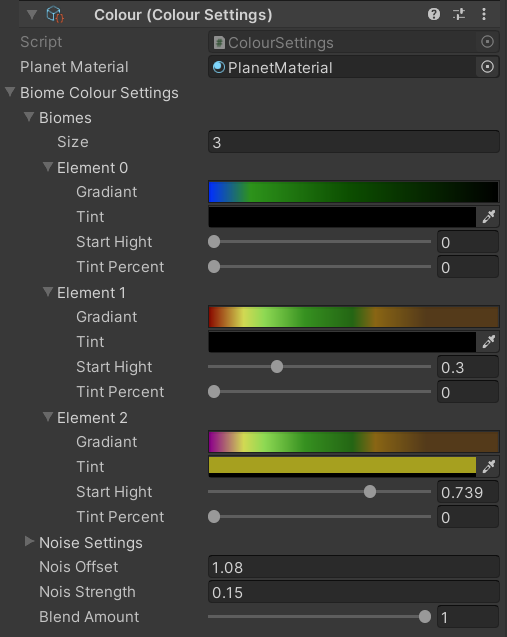 Colour (Colour Settings)
Script ColourSettings
Planet Material PlanetMaterial
Biome Colour Settings
Biomes
Size 3
Element 0
Gradiant
Tint
Start Hight 0
Tint Percent 0
Element 1
Gradiant
Tint
Start Hight 0.3
Tint Percent 0
Element 2
Gradiant
Tint
Start Hight 0.739
Tint Percent 0
Noise Settings
Nois Offset 1.08
Nois Strength 0.15
Blend Amount 1